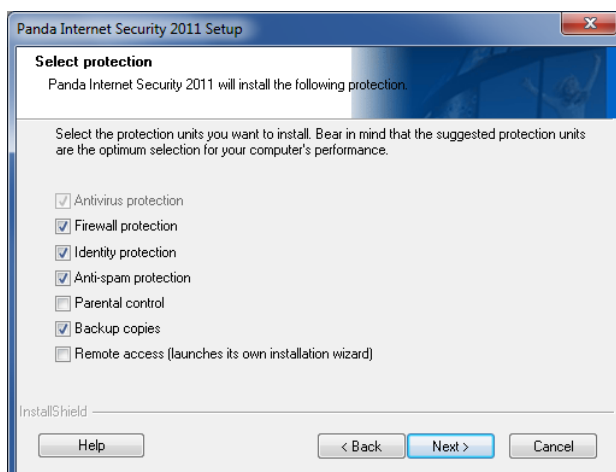 Panda Internet Security 2011 Setup
Select protection
Panda Internet Security 2011 will install the following protection.
Select the protection units you want to install. Bear in mind that the suggested protection units
are the optimum selection for your computer's performance.
Antivirus protection
Firewall protection
Identity protection
Anti-spam protection
Parental control
Backup copies
Remote access (launches its own installation wizard)
InstallShield
Help < Back Next > Cancel